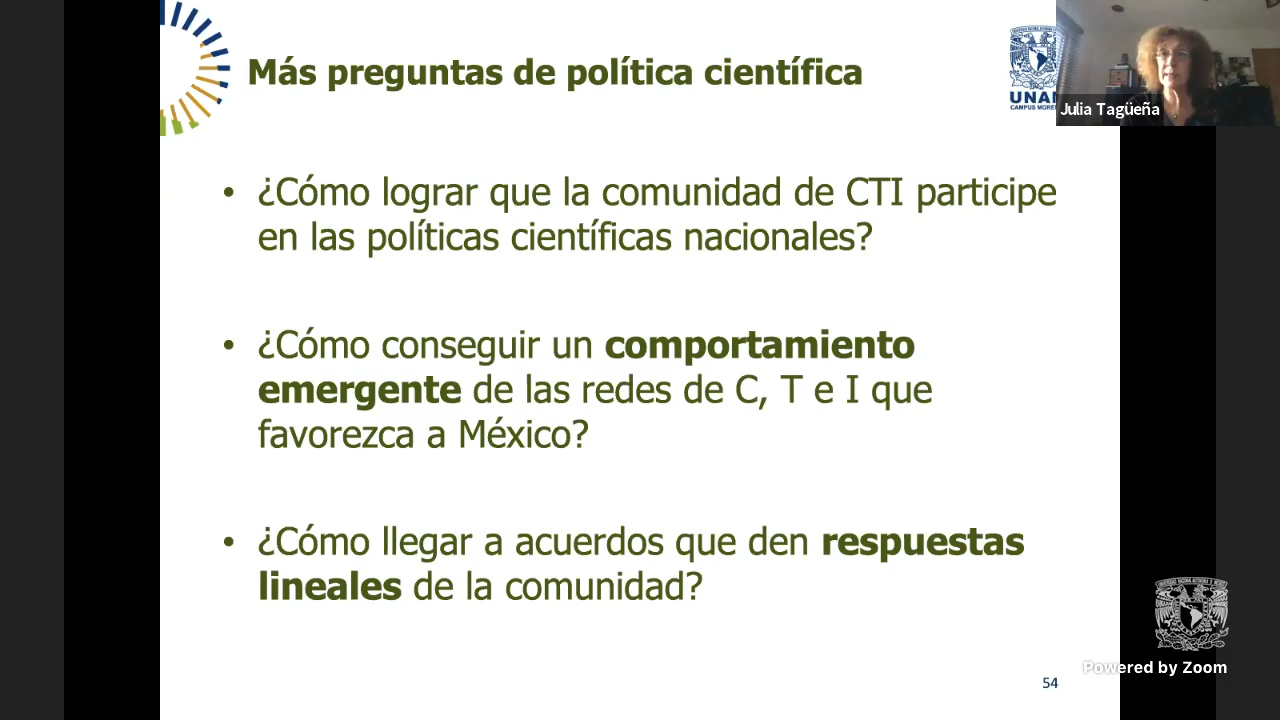 Más preguntas de política científica
UNAM
CAMPUS MORE
Julia Tagüeña
• ¿Cómo lograr que la comunidad de CTI participe
en las políticas científicas nacionales?
• ¿Cómo conseguir un comportamiento
emergente de las redes de C, T e I que
favorezca a México?
• ¿Cómo llegar a acuerdos que den respuestas
lineales de la comunidad?
Powered by Zoom
54